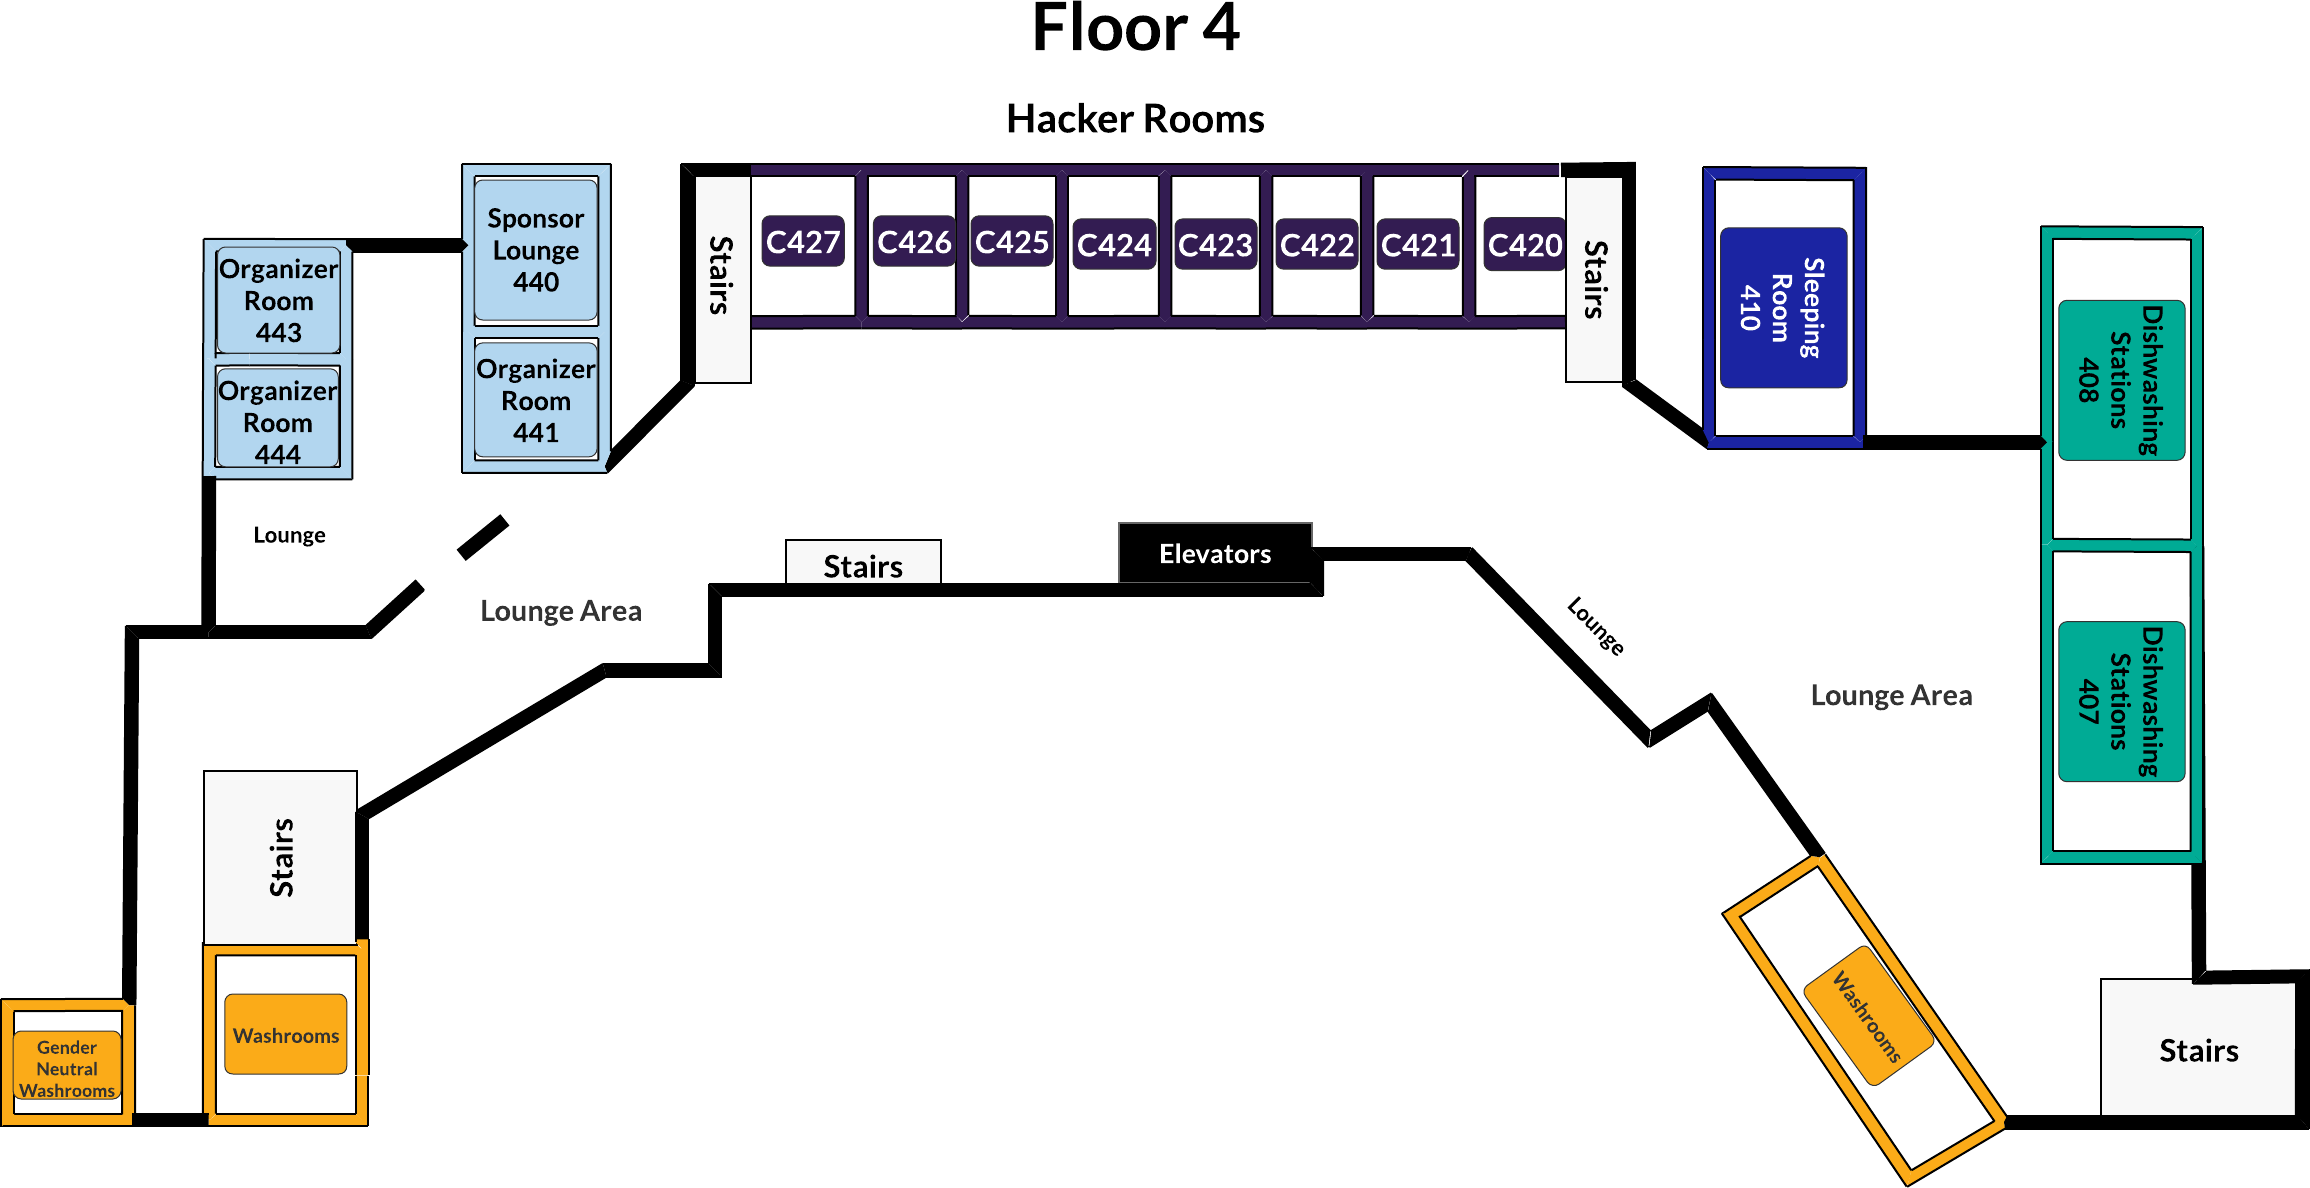 Floor 4
Hacker Rooms
Organizer
Room
443
Organizer
Room
444
Sponsor
Lounge
440
Organizer
Room
441
Stairs
C427
C426
C425
C424
C423
C422
C421
C420
Stairs
Sleeping
Room
410
Dishwashing
Stations
408
Dishwashing
Stations
407
Lounge
Lounge Area
Stairs
Elevators
Lounge
Lounge Area
Stairs
Washrooms
Gender
Neutral
Washrooms
Washrooms
Stairs